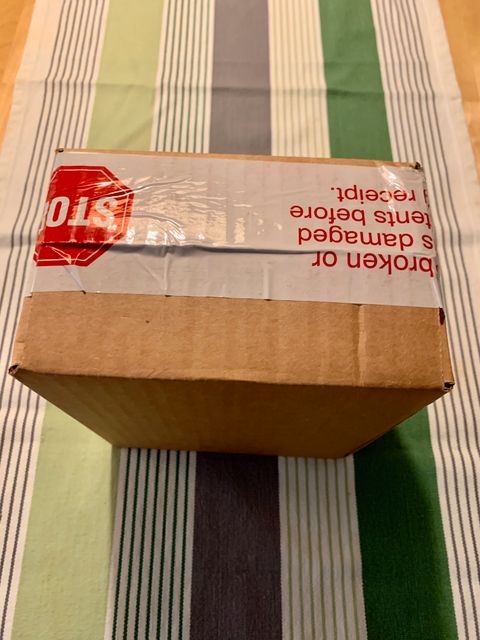 broken or
s damaged
tents before
receipt.
STO